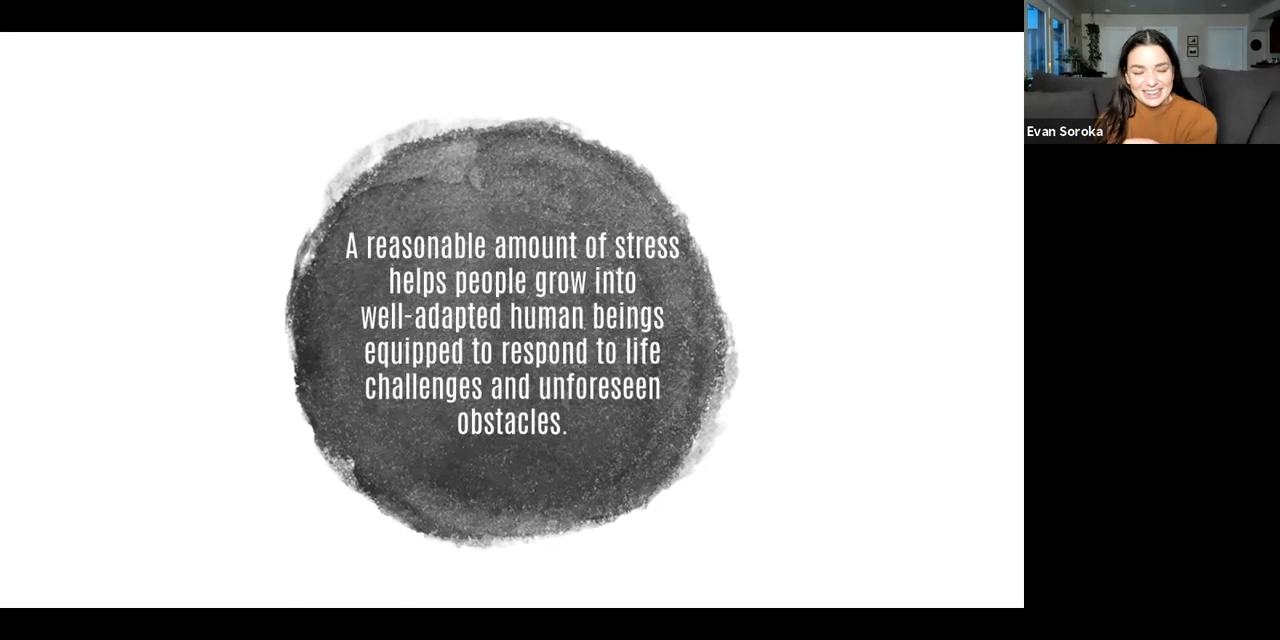 A reasonable amount of stress
helps people grow into
well-adapted human beings
equipped to respond to life
challenges and unforeseen
obstacles.
Evan Soroka